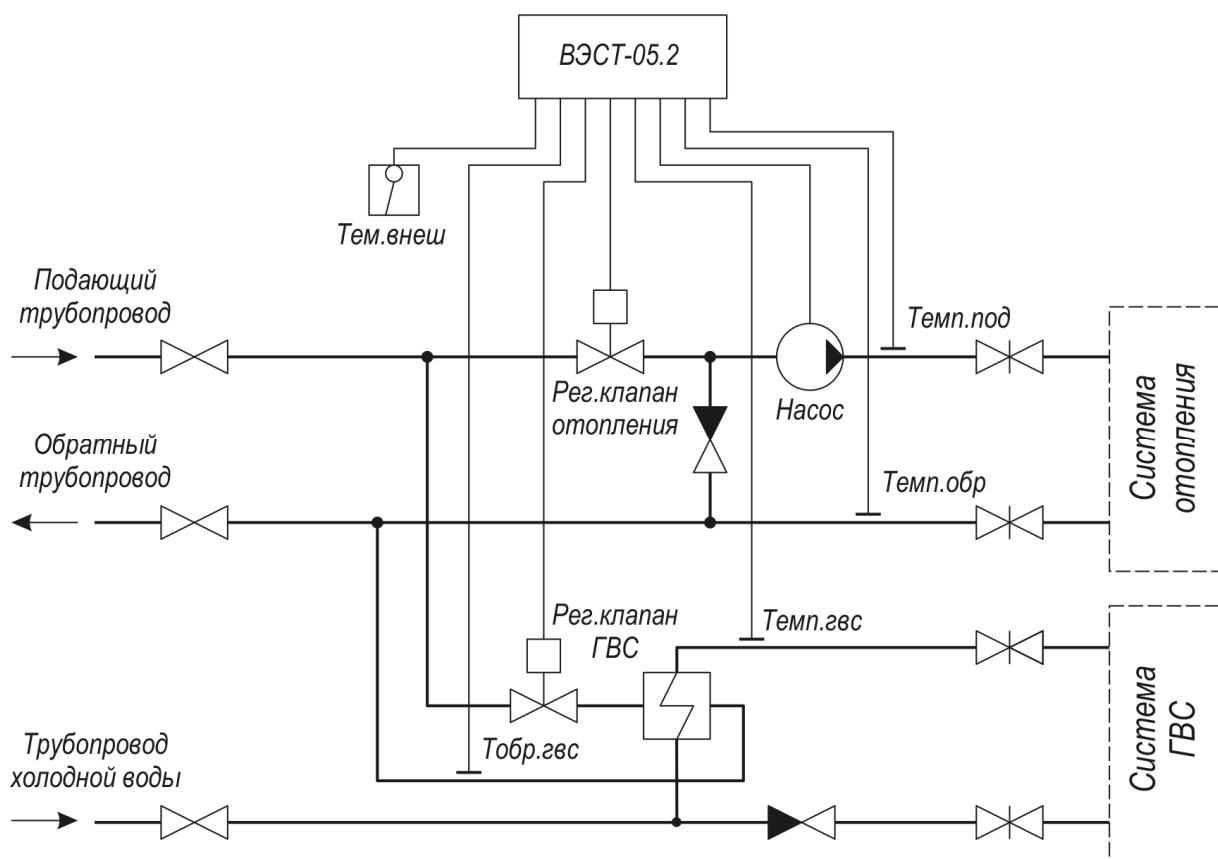 ВЭСТ-05.2
Тем.внеш
Подающий
трубопровод
Темп.под
Рег.клапан
отопления
Насос
Система
отопления
Обратный
трубопровод
Темп.обр
Рег.клапан
ГВС
Темп.гвс
Тобр.гвс
Система
ГВС
Трубопровод
холодной воды